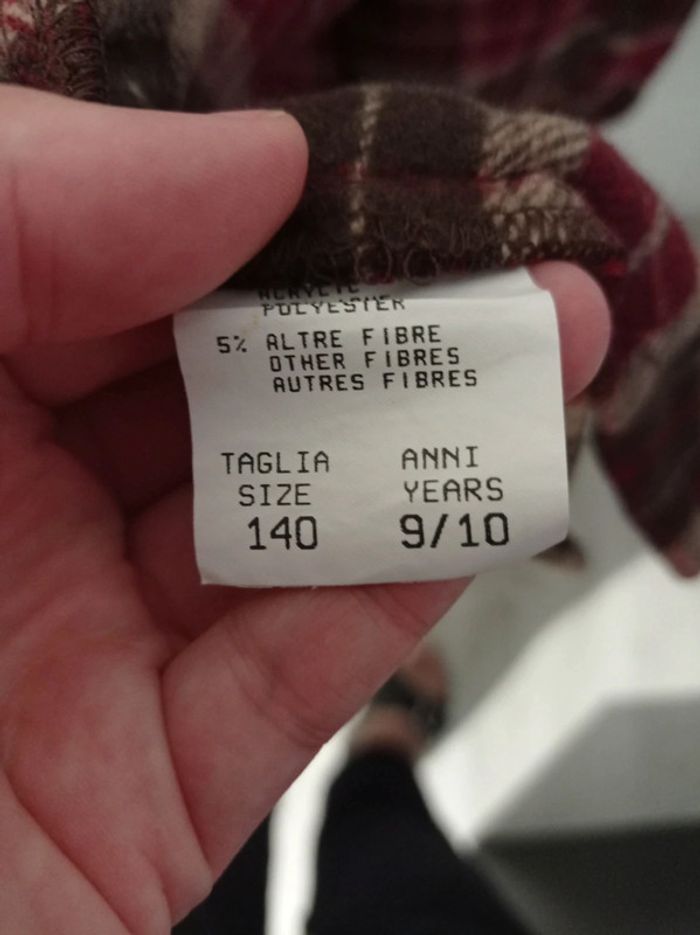 POLYESTER
5% ALTRE FIBRE
OTHER FIBRES
AUTRES FIBRES
TAGLIA ANNI
SIZE YEARS
140 9/10